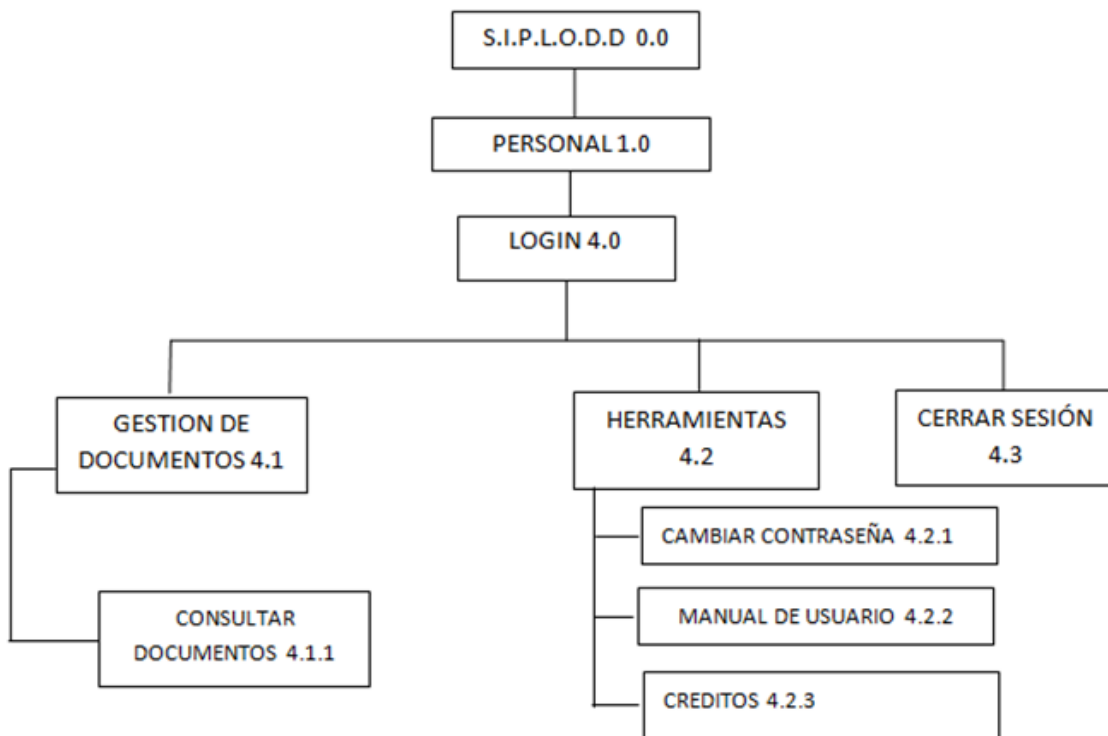 S.I.P.L.O.D.D 0.0
PERSONAL 1.0
LOGIN 4.0
GESTION DE
DOCUMENTOS 4.1
HERRAMIENTAS
4.2
CERRAR SESIÓN
4.3
CONSULTAR
DOCUMENTOS 4.1.1
CAMBIAR CONTRASEÑA 4.2.1
MANUAL DE USUARIO 4.2.2
CREDITOS 4.2.3